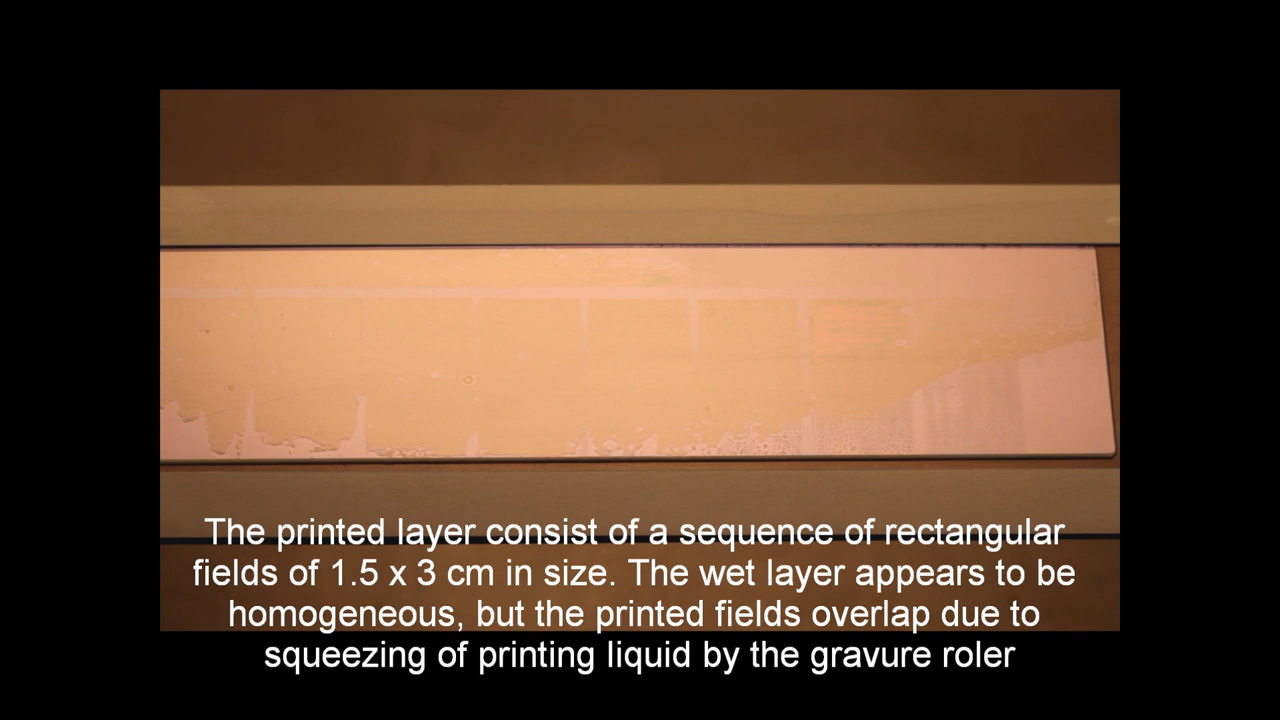 The printed layer consist of a sequence of rectangular
fields of 1.5 x 3 cm in size. The wet layer appears to be
homogeneous, but the printed fields overlap due to
squeezing of printing liquid by the gravure roler